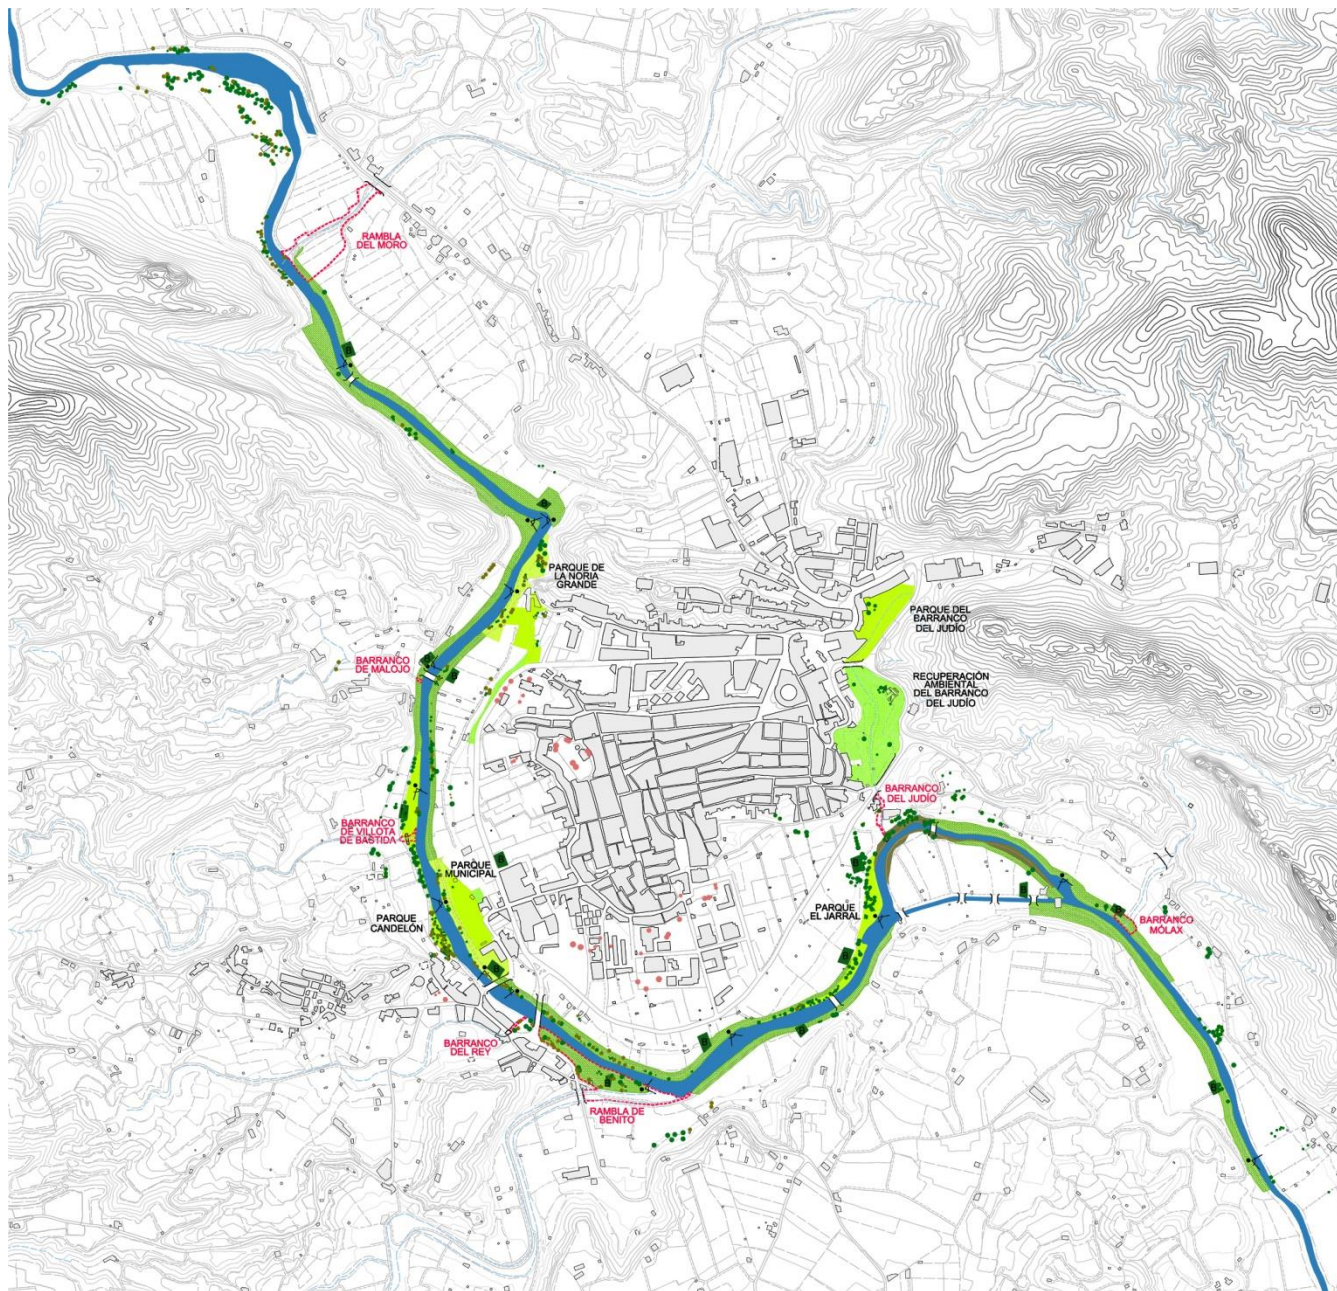 RAMBLA
DEL MORO
PARQUE DE
LA NORIA
GRANDE
PARQUE DEL
BARRANCO
DEL JUDÍO
BARRANCO
DE MALOJO
RECUPERACIÓN
AMBIENTAL
DEL BARRANCO
DEL JUDÍO
BARRANCO
DEL JUDÍO
BARRANCO
DE VILLOTA
DE BASTIDA
PARQUE
MUNICIPAL
PARQUE
CANDELÓN
PARQUE
EL JARRAL
BARRANCO
MÓLAX
BARRANCO
DEL REY
RAMBLA DE
BENITO